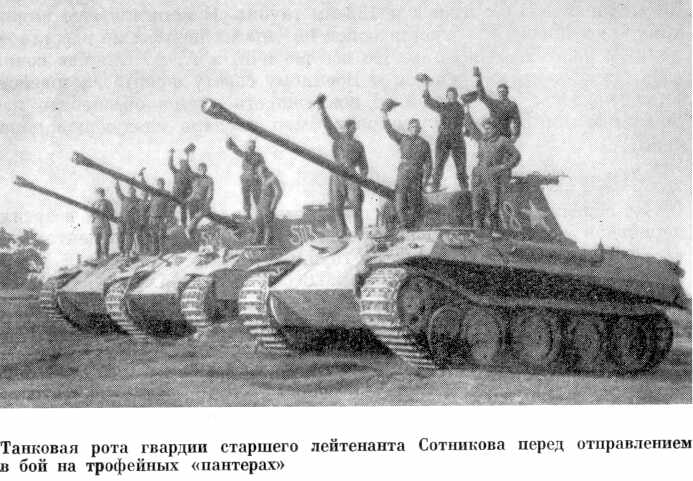 Танковая рота гвардии старшего лейтенанта Сотникова перед отправлением
в бой на трофейных «пантерах»